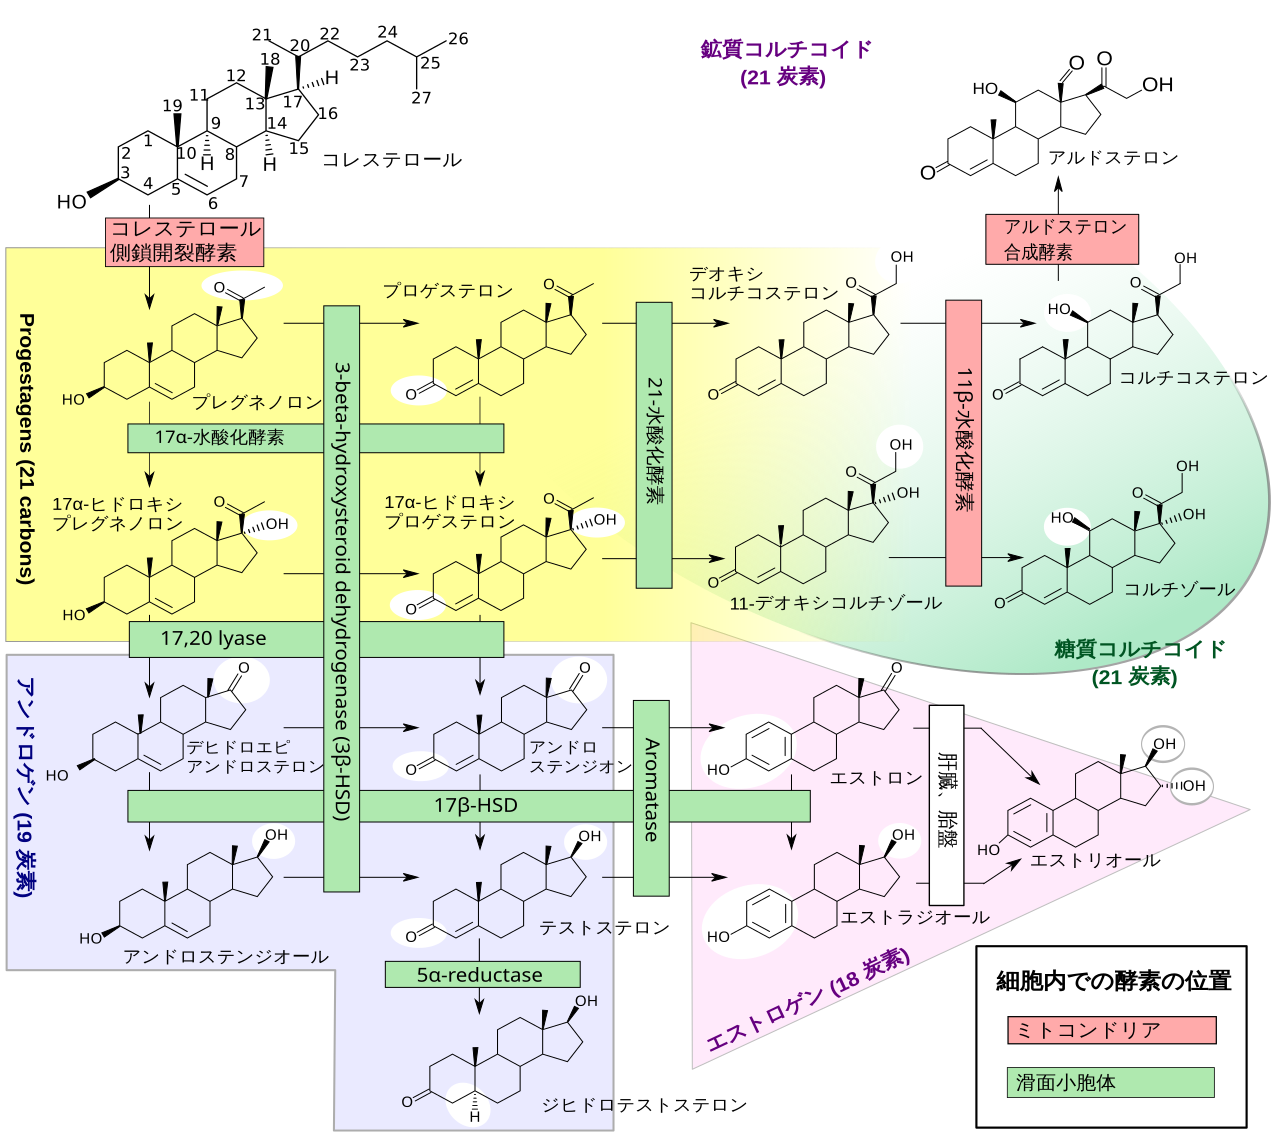 21
22
24
26
20
18
23
25
12
H
27
11
19
13
17
16
9
14
1
15
2
10
8
H
H
3
4
5
7
6
HO
コレステロール
鉱質コルチコイド
(21 炭素)
O
O
HO
OH
O
アルドステロン
コレステロール
側鎖開裂酵素
アルドステロン
合成酵素
Progestagens (21 carbons)
O
HO
プレグネノロン
プロゲステロン
O
O
デオキシ
コルチコステロン
OH
O
O
OH
O
HO
O
コルチコステロン
3-beta-hydroxysteroid dehydrogenase (3β-HSD)
21-水酸化酵素
11β-水酸化酵素
17α-水酸化酵素
17α-ヒドロキシ
プレグネノロン
O
OH
HO
17α-ヒドロキシ
プロゲステロン
O
OH
O
OH
O
OH
O
11-デオキシコルチゾール
OH
O
HO
OH
O
コルチゾール
17,20 lyase
糖質コルチコイド
(21 炭素)
アンドロゲン (19 炭素)
O
HO
デヒドロエピ
アンドロステロン
O
O
アンドロ
ステンジオン
Aromatase
O
HO
エストロン
肝臓、胎盤
OH
OH
HO
エストリオール
17β-HSD
OH
HO
アンドロステンジオール
OH
O
テストステロン
OH
HO
エストラジオール
5α-reductase
OH
O
H
ジヒドロテストステロン
エストロゲン (18 炭素)
細胞内での酵素の位置
ミトコンドリア
滑面小胞体